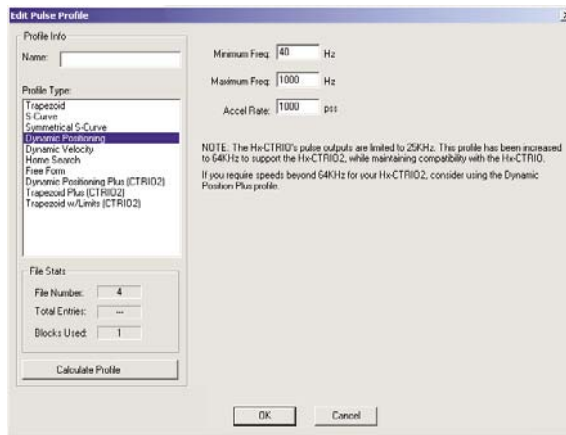 Edit Pulse Profile
Profile Info
Name:
Profile Type:
Trapezoid
S-Curve
Symmetrical S-Curve
Dynamic Positioning
Dynamic Velocity
Home Search
Free Form
Dynamic Positioning Plus (CTRIO2)
Trapezoid Plus (CTRIO2)
Trapezoid w/Limits (CTRIO2)
File Stats
File Number: 4
Total Entries: ---
Blocks Used: 1
Calculate Profile
Minimum Freq: 40 Hz
Maximum Freq: 1000 Hz
Accel Rate: 1000 pss
NOTE. The Hx-CTRIO's pulse outputs are limited to 25KHz. This profile has been increased
to 64KHz to support the Hx-CTRIO2, while maintaining compatibility with the Hx-CTRIO.
If you require speeds beyond 64KHz for your Hx-CTRIO2, consider using the Dynamic
Position Plus profile.
OK
Cancel